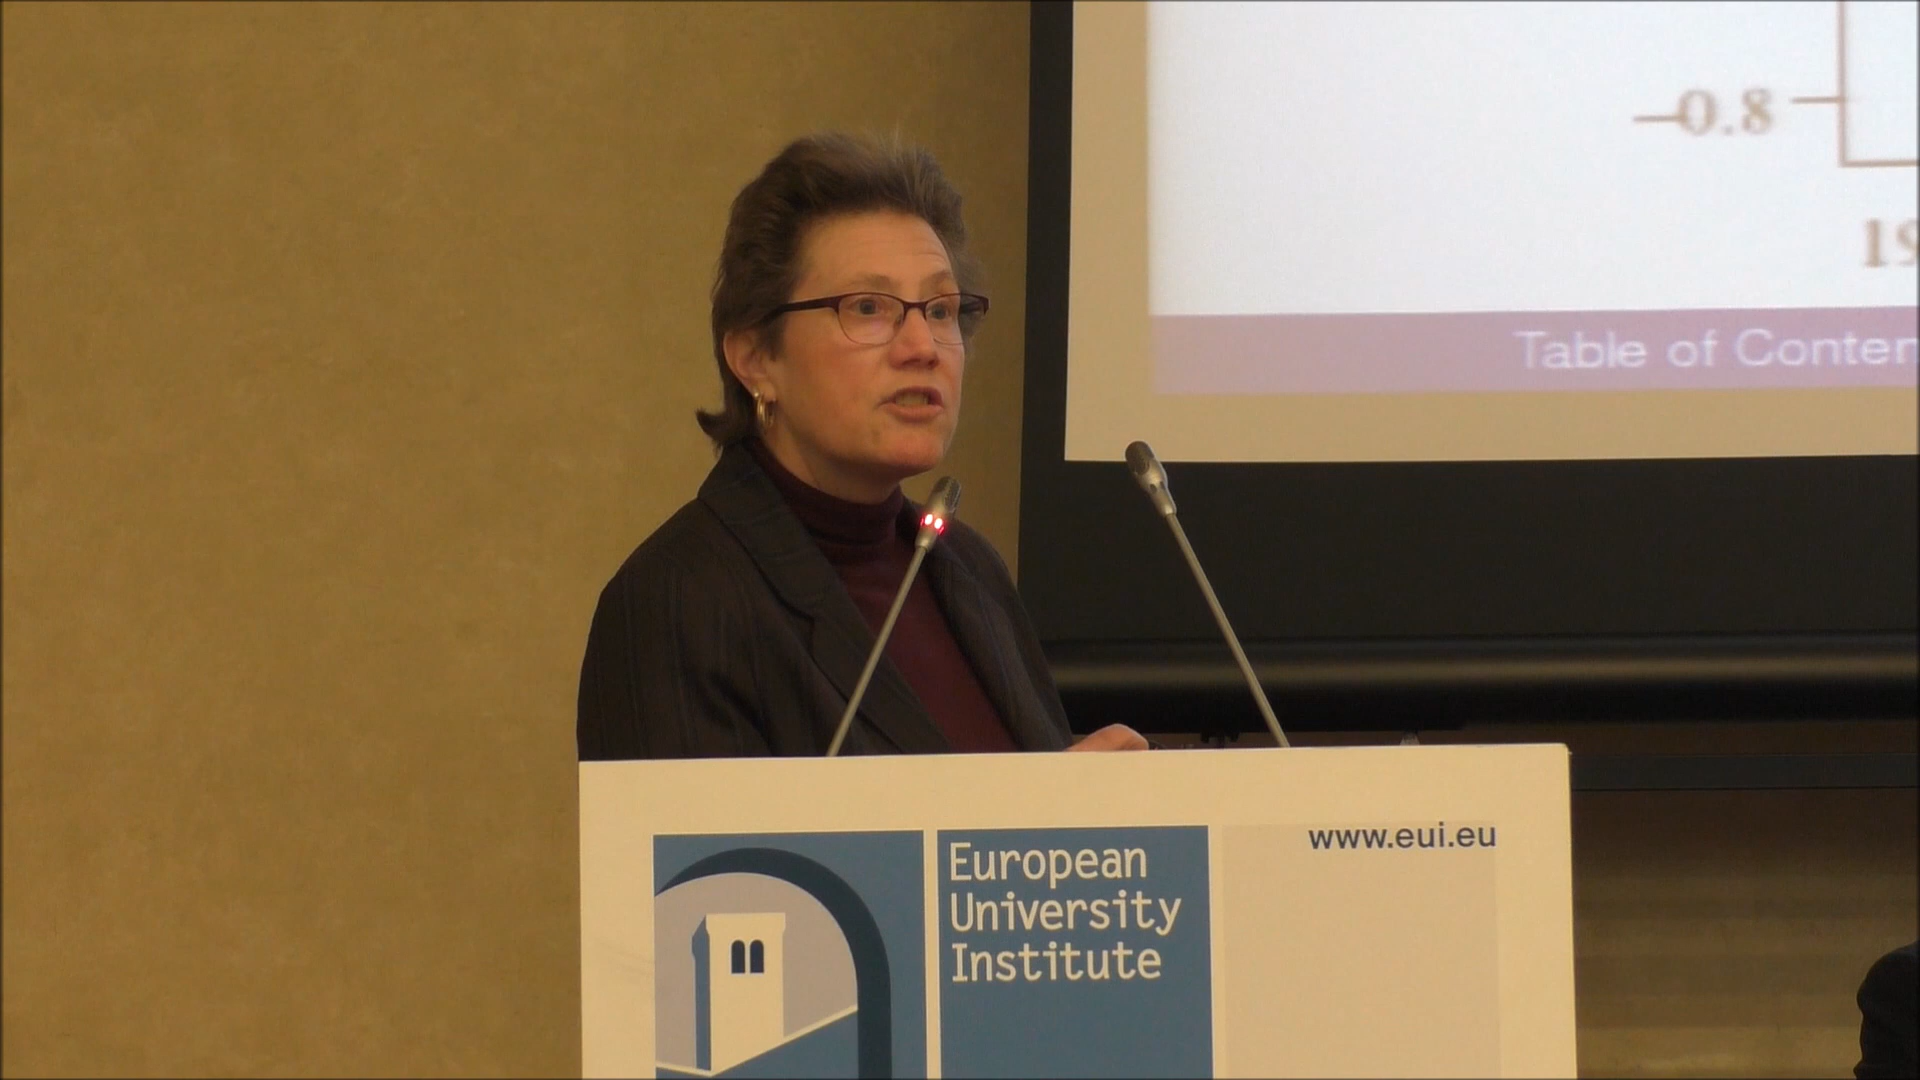 –0.8
19
Table of Conten
www.eui.eu
European
University
Institute